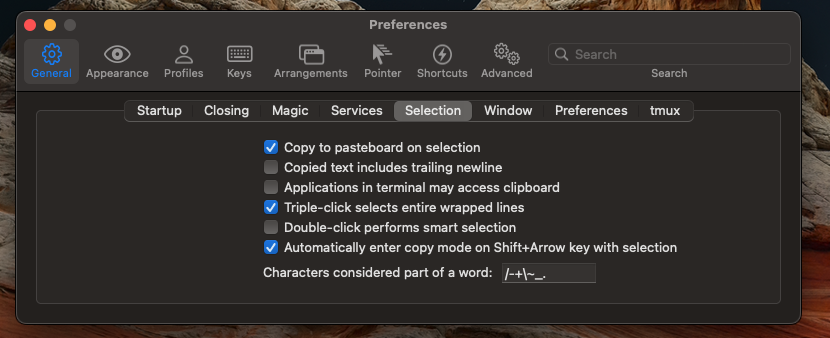 Preferences
General Appearance Profiles Keys Arrangements Pointer Shortcuts Advanced Search
Search
Startup Closing Magic Services Selection Window Preferences tmux
Copy to pasteboard on selection
Copied text includes trailing newline
Applications in terminal may access clipboard
Triple-click selects entire wrapped lines
Double-click performs smart selection
Automatically enter copy mode on Shift+Arrow key with selection
Characters considered part of a word: /-+\~_.